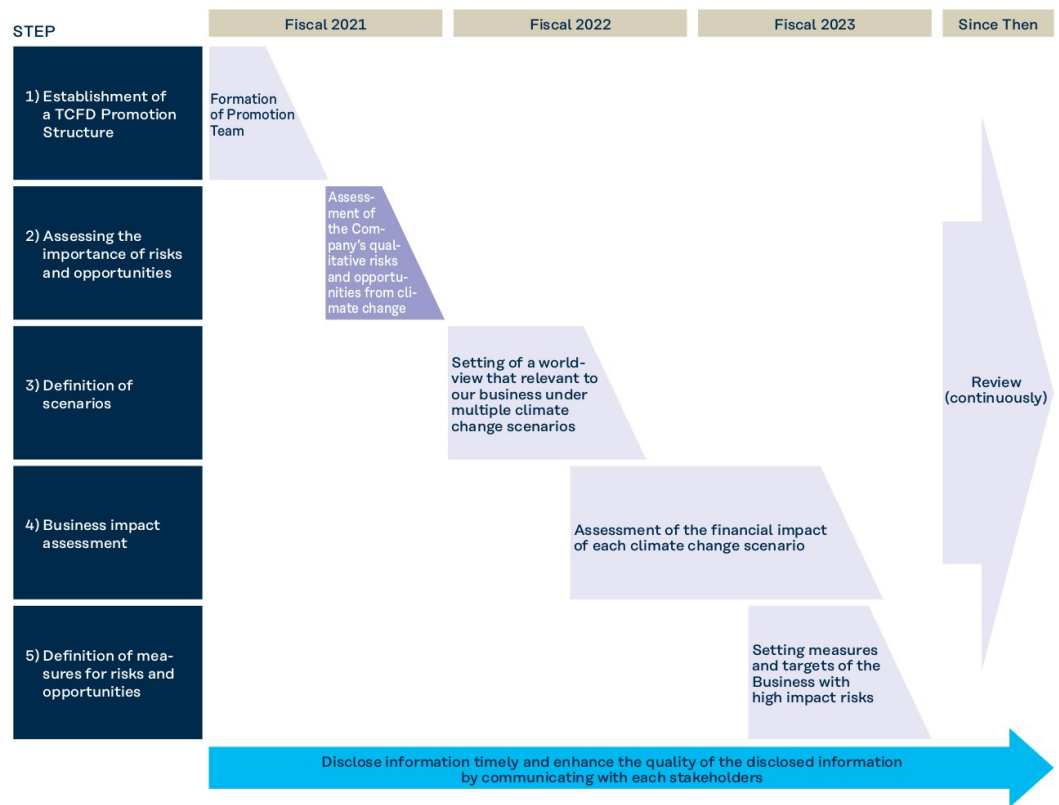 STEP
Fiscal 2021
Fiscal 2022
Fiscal 2023
Since Then
1) Establishment of
a TCFD Promotion
Structure
Formation
of Promotion
Team
2) Assessing the
importance of risks
and opportunities
Assess-
ment of
the Com-
pany's qual-
itative risks
and opportu-
nities from cli-
mate change
3) Definition of
scenarios
Setting of a world-
view that relevant to
our business under
multiple climate
change scenarios
4) Business impact
assessment
Assessment of the financial impact
of each climate change scenario
5) Definition of mea-
sures for risks and
opportunities
Setting measures
and targets of the
Business with
high impact risks
Review
(continuously)
Disclose information timely and enhance the quality of the disclosed information
by communicating with each stakeholders